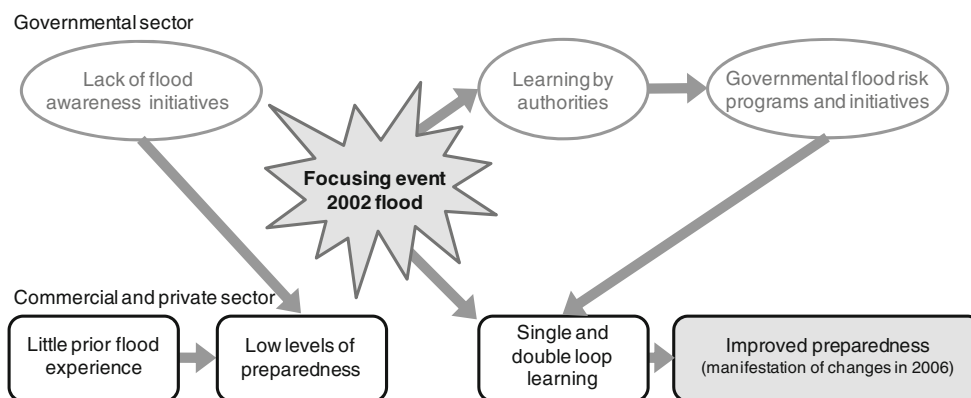 Governmental sector
Lack of flood
awareness initiatives
Learning by
authorities
Governmental flood risk
programs and initiatives
Focusing event
2002 flood
Commercial and private sector
Little prior flood
experience
Low levels of
preparedness
Single and
double loop
learning
Improved preparedness
(manifestation of changes in 2006)